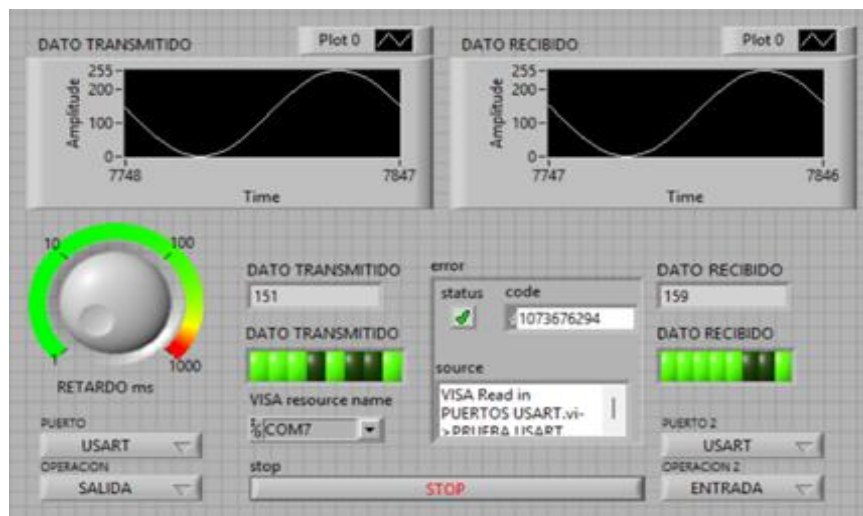 DATO TRANSMITIDO
Plot 0
Amplitude
255
200
100
0
7748
7847
Time
DATO RECIBIDO
Plot 0
Amplitude
255
200
100
0
7747
7846
Time
10
100
1
1000
RETARDO ms
PUERTO
USART
OPERACION
SALIDA
DATO TRANSMITIDO
151
DATO TRANSMITIDO
VISA resource name
COM7
error
status
code
1073676294
source
VISA Read in
PUERTOS USART.vi-
>PRUEBA USART
DATO RECIBIDO
159
DATO RECIBIDO
PUERTO 2
USART
OPERACION 2
ENTRADA
stop
STOP